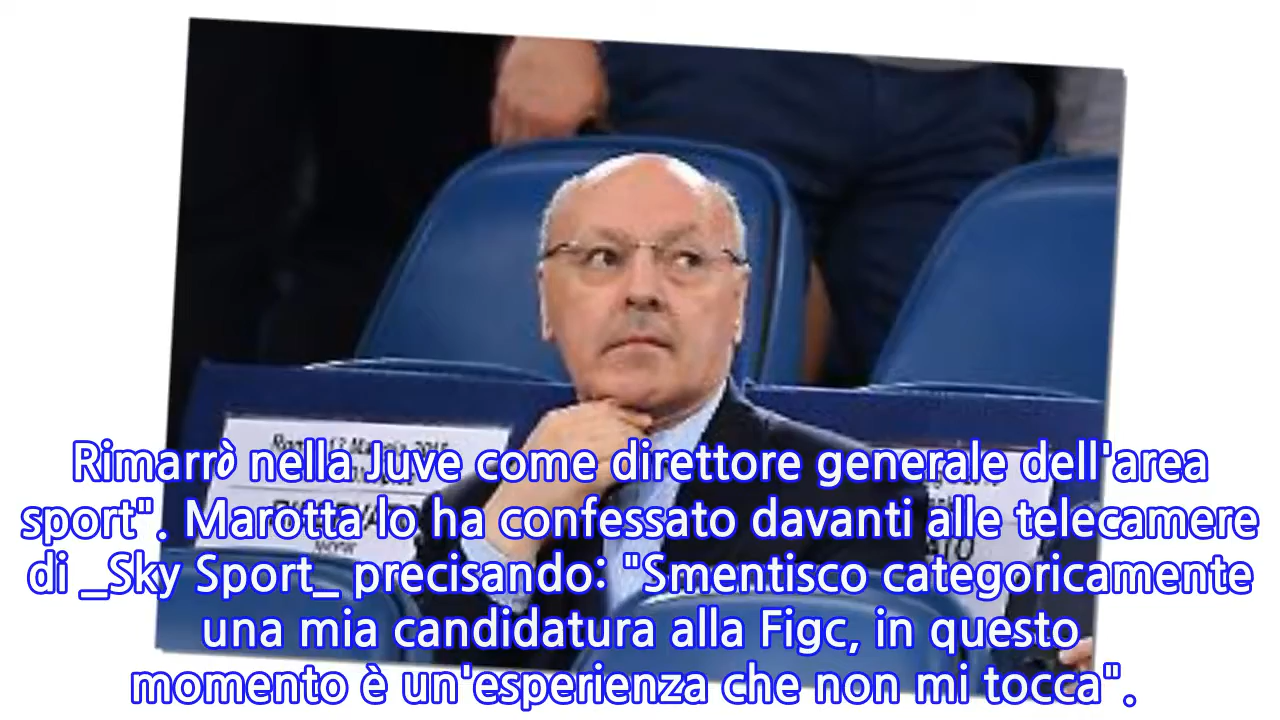 Rimarrò nella Juve come direttore generale dell'area
sport". Marotta lo ha confessato davanti alle telecamere
di _Sky Sport_ precisando: "Smentisco categoricamente
una mia candidatura alla Figc, in questo
momento è un'esperienza che non mi tocca".